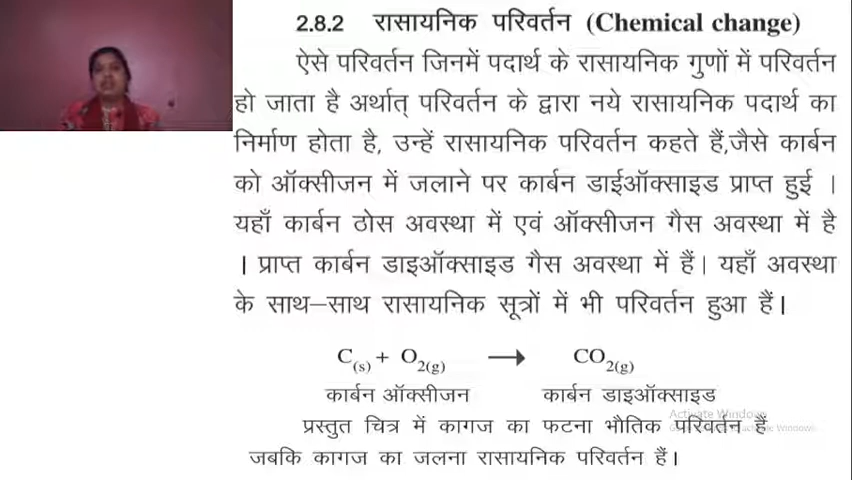 2.8.2 रासायनिक परिवर्तन (Chemical change)
ऐसे परिवर्तन जिनमें पदार्थ के रासायनिक गुणों में परिवर्तन
हो जाता है अर्थात् परिवर्तन के द्वारा नये रासायनिक पदार्थ का
निर्माण होता है, उन्हें रासायनिक परिवर्तन कहते हैं,जैसे कार्बन
को ऑक्सीजन में जलाने पर कार्बन डाईऑक्साइड प्राप्त हुई ।
यहाँ कार्बन ठोस अवस्था में एवं ऑक्सीजन गैस अवस्था में है
। प्राप्त कार्बन डाइऑक्साइड गैस अवस्था में हैं। यहाँ अवस्था
के साथ–साथ रासायनिक सूत्रों में भी परिवर्तन हुआ हैं।
C(s) + O2(g) → CO2(g)
कार्बन ऑक्सीजन कार्बन डाइऑक्साइड
प्रस्तुत चित्र में कागज का फटना भौतिक परिवर्तन हैं
जबकि कागज का जलना रासायनिक परिवर्तन हैं।
Activate Windows